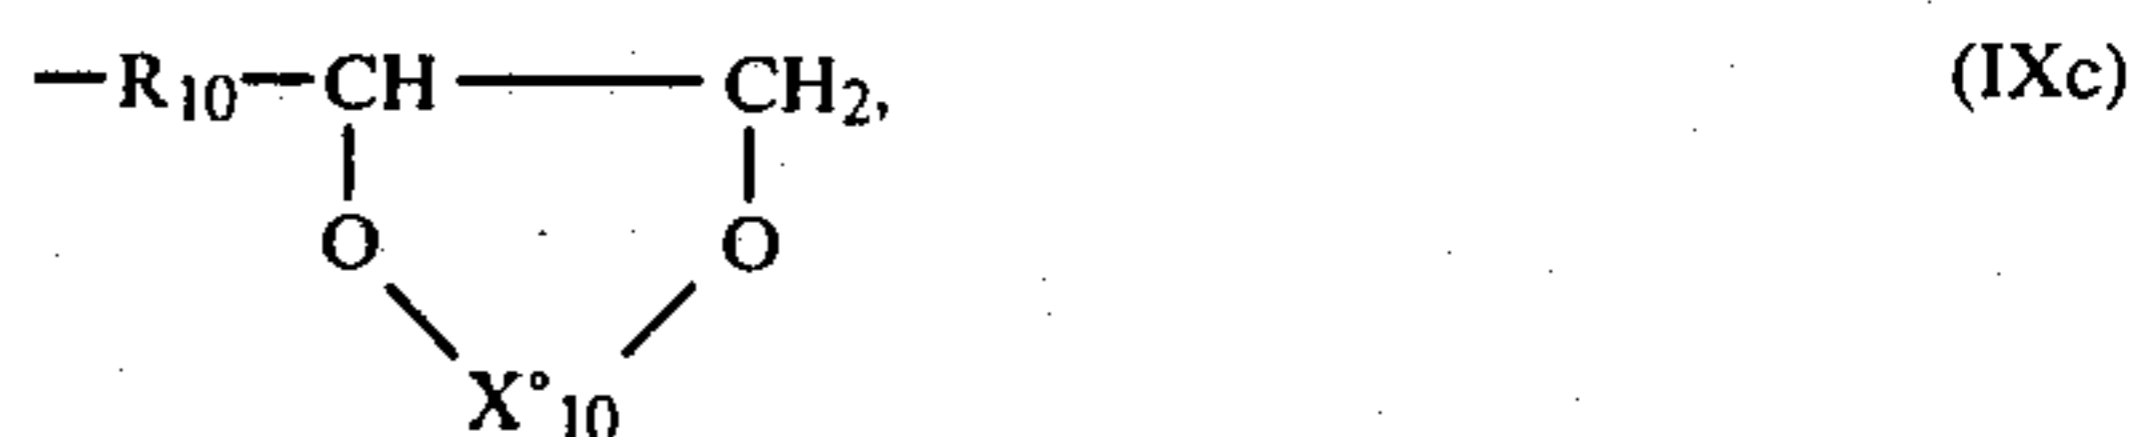 —R10—CH—CH2, (IXc)
O O
X°10